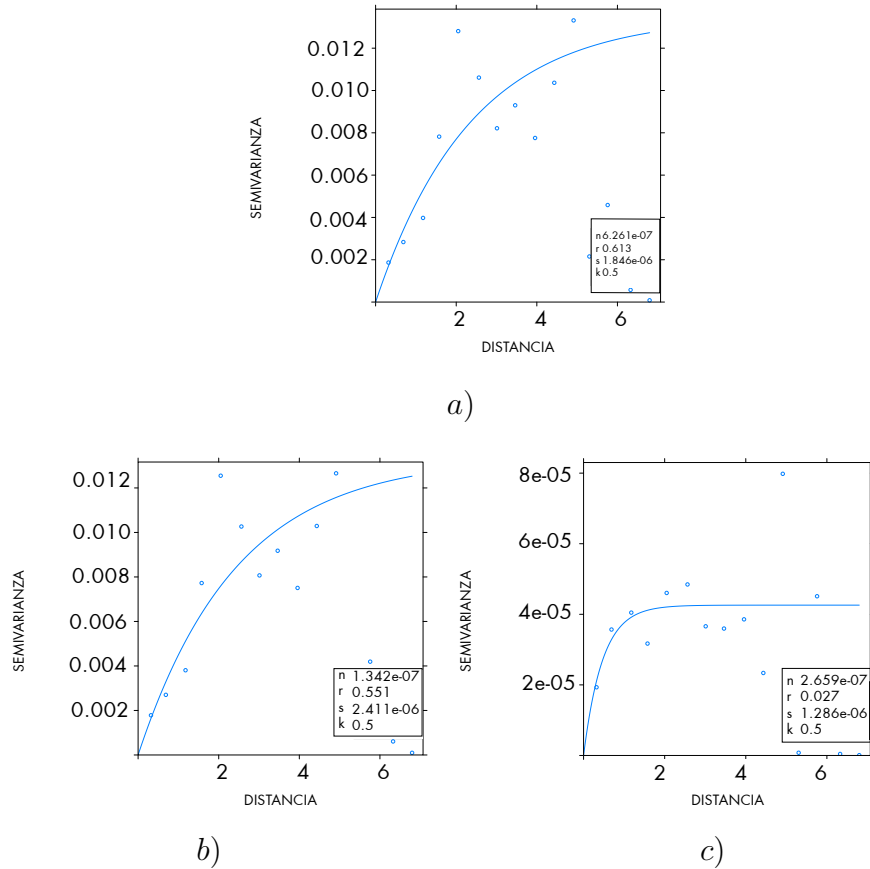 0.012
0.010
0.008
0.006
0.004
0.002
SEMIVARIANZA
n 6.261e-07
r 0.613
s 1.846e-06
k 0.5
2 4 6
DISTANCIA
a)
0.012
0.010
0.008
0.006
0.004
0.002
SEMIVARIANZA
n 1.342e-07
r 0.551
s 2.411e-06
k 0.5
2 4 6
DISTANCIA
b)
8e-05
6e-05
4e-05
2e-05
SEMIVARIANZA
n 2.659e-07
r 0.027
s 1.286e-06
k 0.5
2 4 6
DISTANCIA
c)